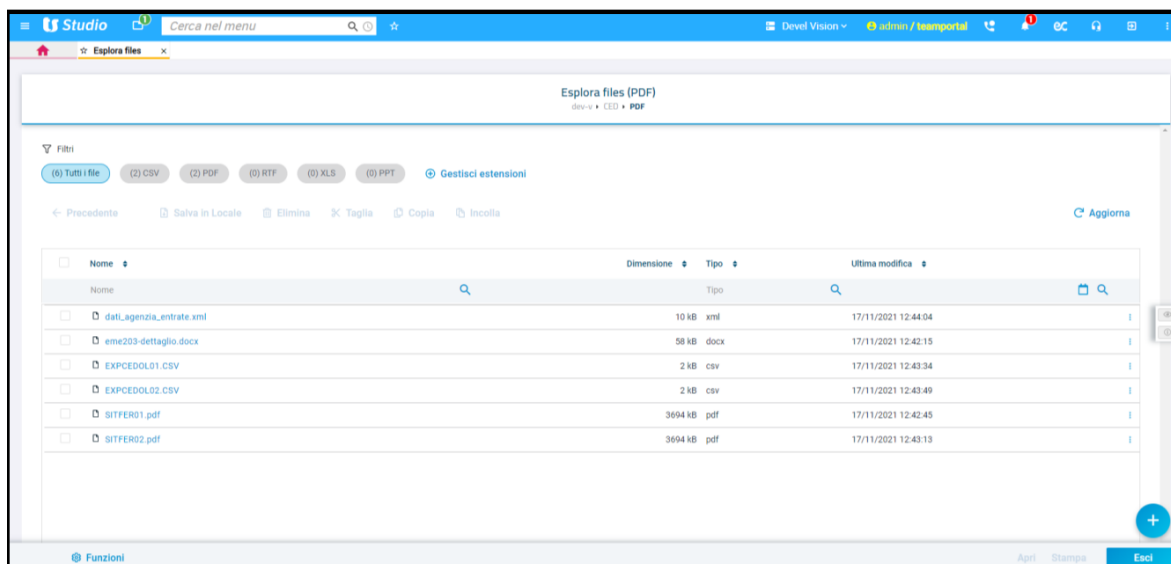 Studio 1 Cerca nel menu Devel Vision admin / teamportal 1 ec
Esplora files x
Esplora files (PDF)
dev-v CED PDF
Filtri
(6) Tutti i file (2) CSV (2) PDF (0) RTF (0) XLS (0) PPT Gestisci estensioni
Precedente Salva in Locale Elimina Taglia Copia Incolla Aggiorna
Nome Dimensione Tipo Ultima modifica
Nome Tipo
dati_agenzia_entrate.xml 10 kB xml 17/11/2021 12:44:04
eme203-dettaglio.docx 58 kB docx 17/11/2021 12:42:15
EXPCEDOL01.CSV 2 kB csv 17/11/2021 12:43:34
EXPCEDOL02.CSV 2 kB csv 17/11/2021 12:43:49
SITFER01.pdf 3694 kB pdf 17/11/2021 12:42:45
SITFER02.pdf 3694 kB pdf 17/11/2021 12:43:13
Funzioni Apri Stampa Esci